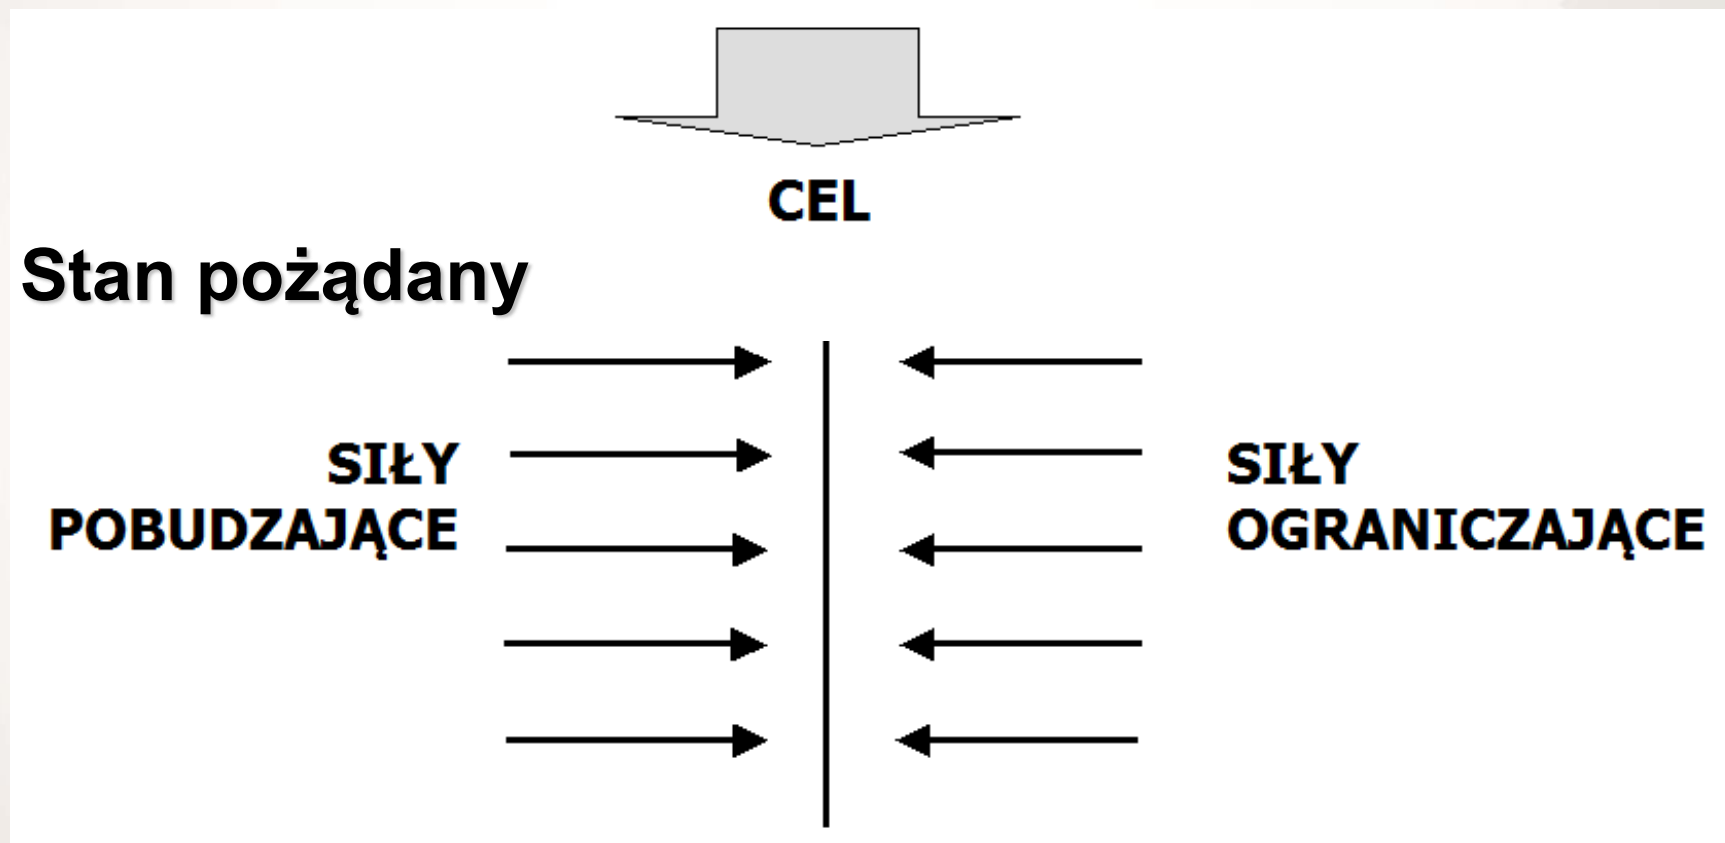 CEL
Stan pożądany
SIŁY
POBUDZAJĄCE
SIŁY
OGRANICZAJĄCE